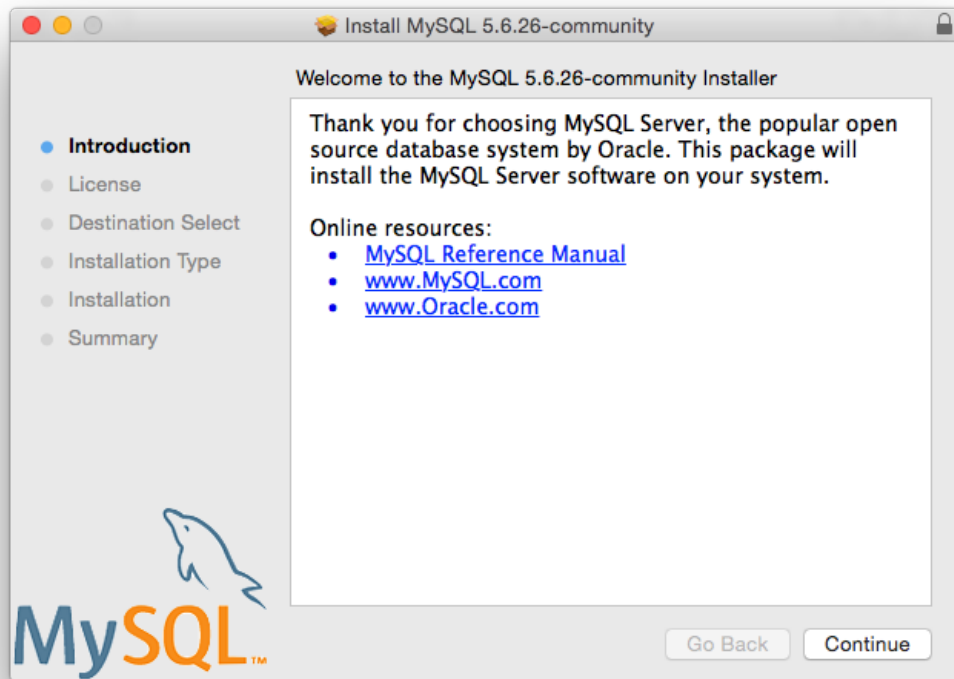 Install MySQL 5.6.26-community
Welcome to the MySQL 5.6.26-community Installer
Introduction
License
Destination Select
Installation Type
Installation
Summary
Thank you for choosing MySQL Server, the popular open
source database system by Oracle. This package will
install the MySQL Server software on your system.
Online resources:
• MySQL Reference Manual
• www.MySQL.com
• www.Oracle.com
MySQL™
Go Back
Continue